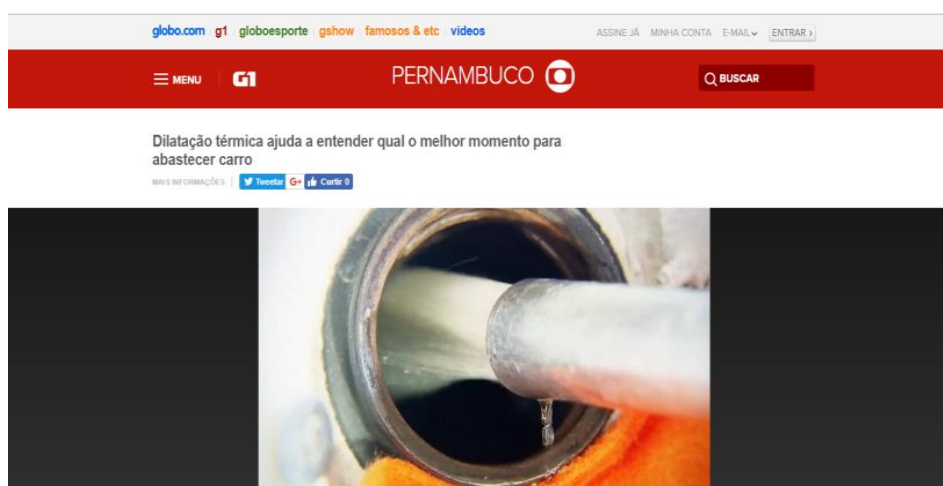 globo.com g1 globoesporte gshow famosos & etc vídeos ASSINE JÁ MINHA CONTA E-MAIL ENTRAR ›
MENU G1 PERNAMBUCO BUSCAR
Dilatação térmica ajuda a entender qual o melhor momento para
abastecer carro
MAIS INFORMAÇÕES Tweetar G+ Curtir 0